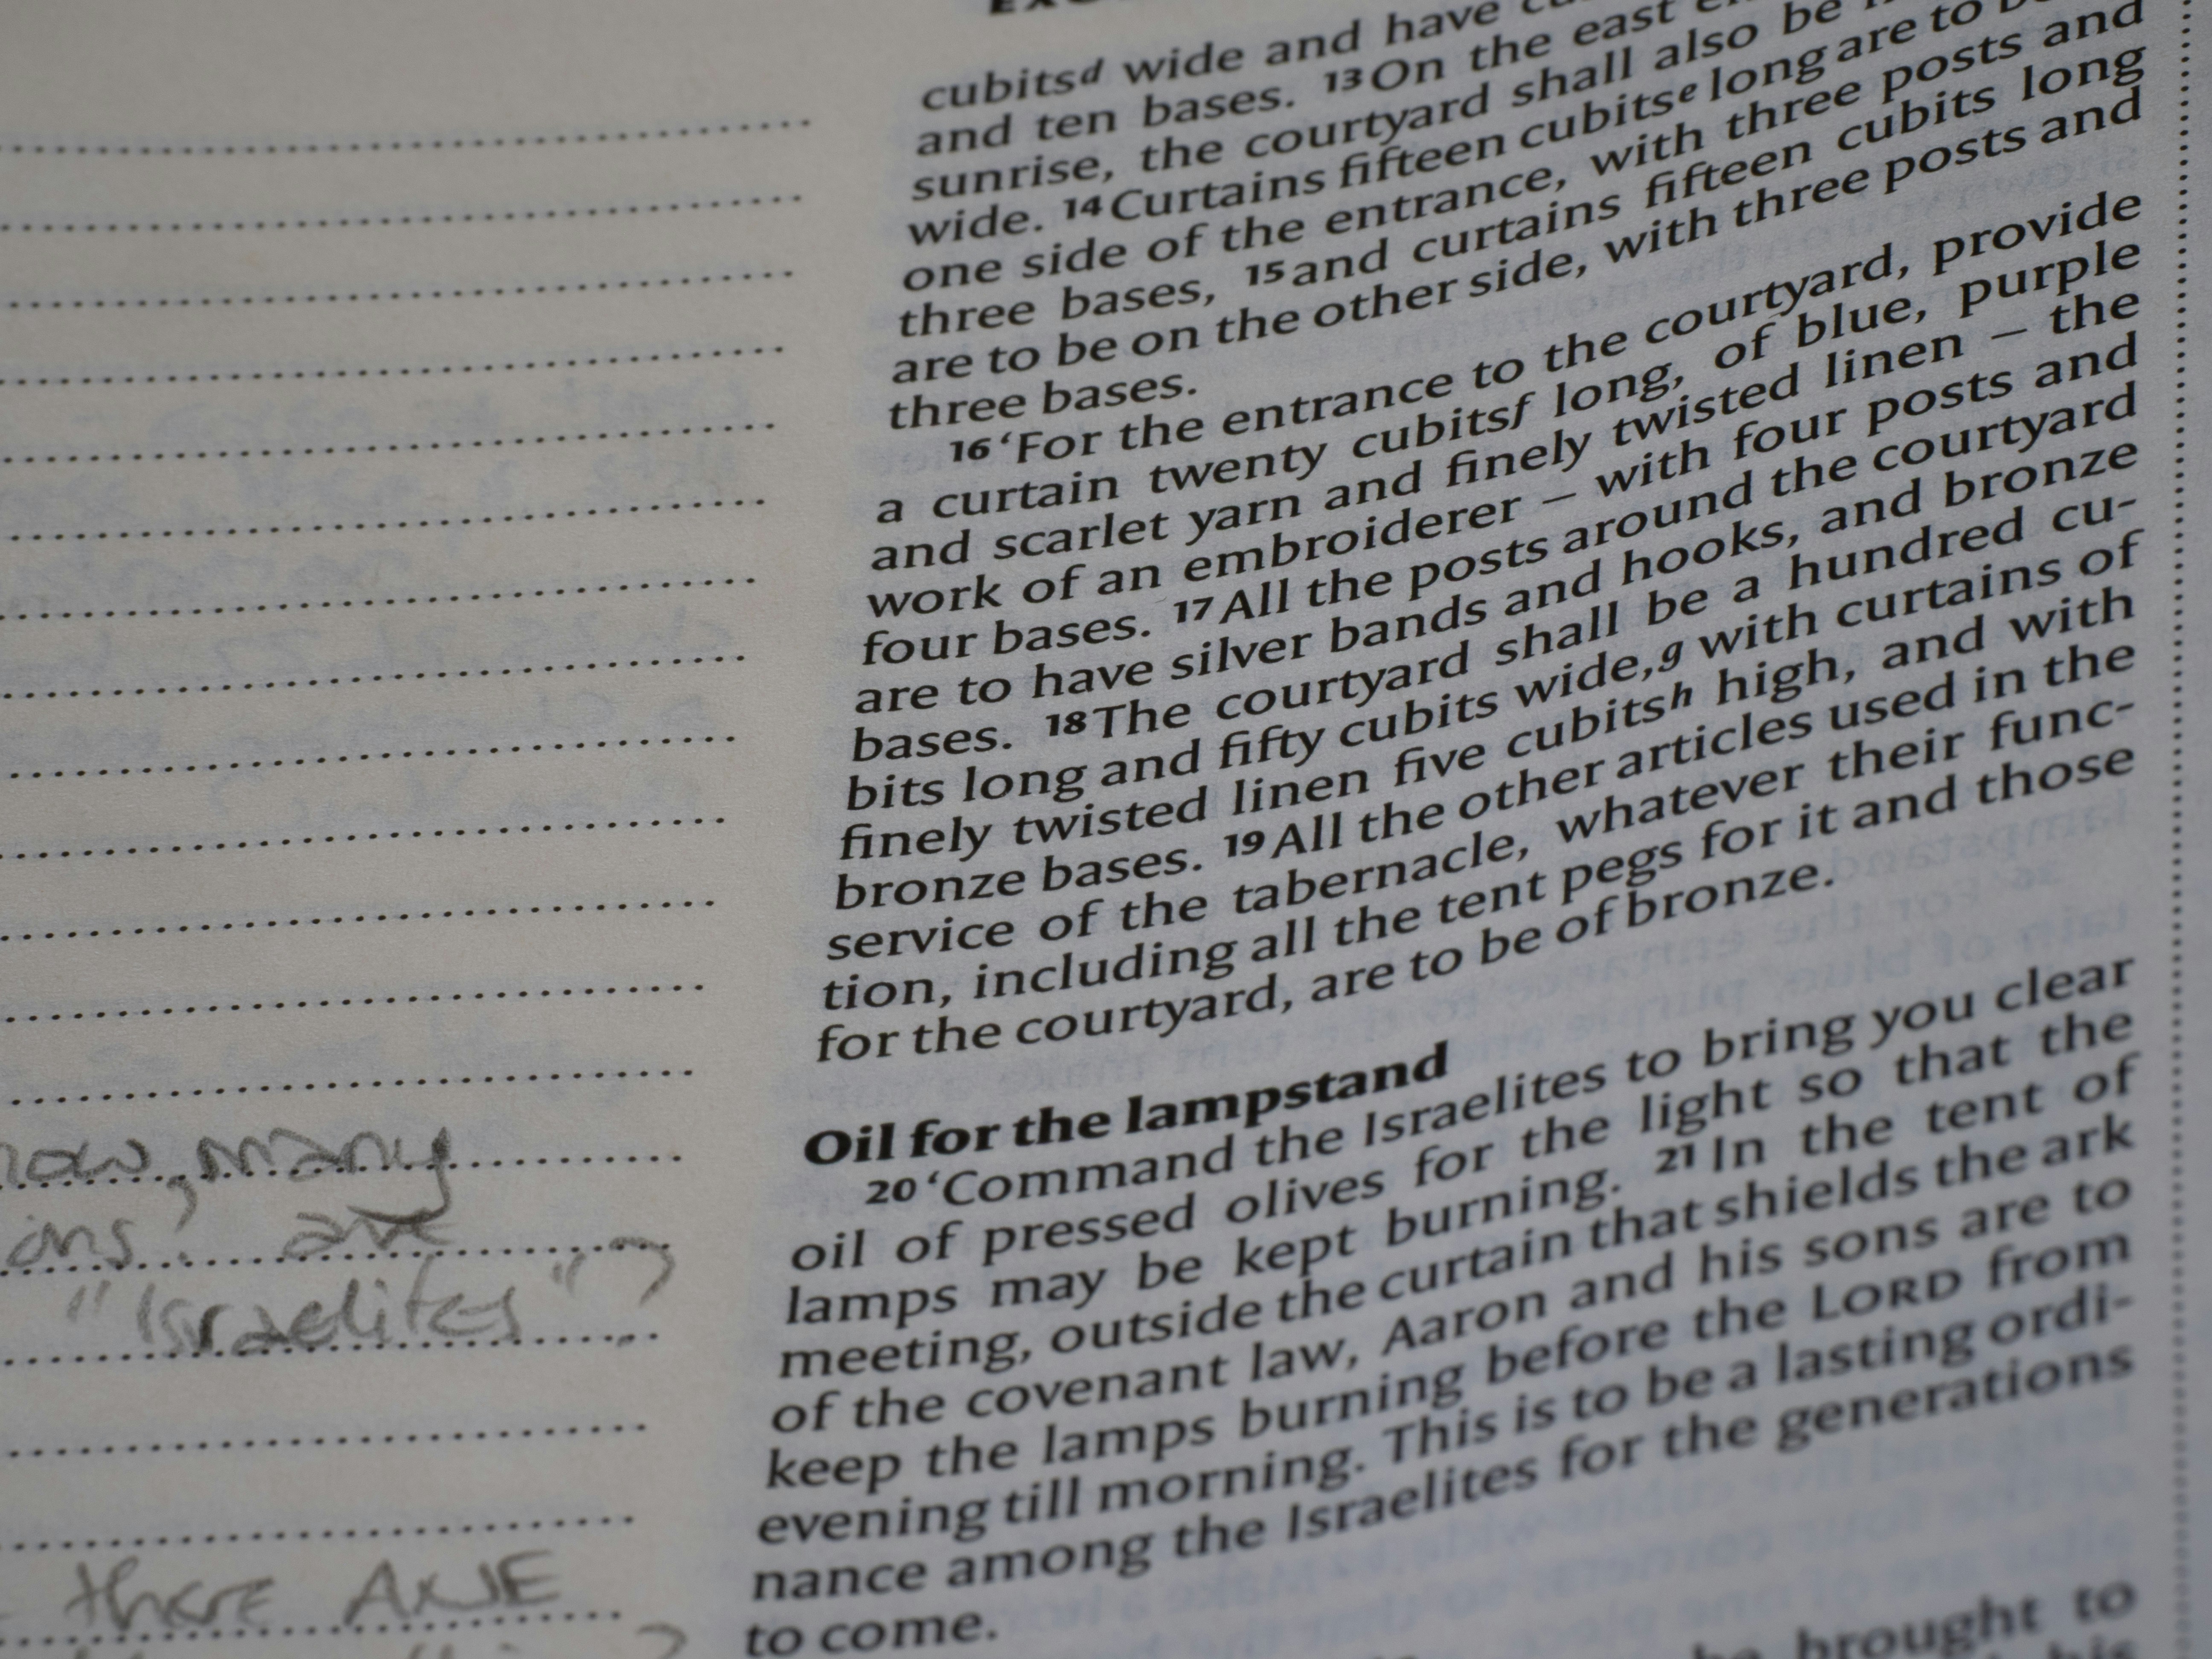 cubitsd wide and have
and ten bases. 13On the east
sunrise, the courtyard shall also be
wide. 14Curtains fifteen cubitse long are to
one side of the entrance, with three posts and
three bases, 15and curtains fifteen cubits long
are to be on the other side, with three posts and
three bases.
16‘For the entrance to the courtyard, provide
a curtain twenty cubitsf long, of blue, purple
and scarlet yarn and finely twisted linen – the
work of an embroiderer – with four posts and
four bases. 17All the posts around the courtyard
are to have silver bands and hooks, and bronze
bases. 18The courtyard shall be a hundred cu-
bits long and fifty cubits wide,g with curtains of
finely twisted linen five cubitsh high, and with
bronze bases. 19All the other articles used in the
service of the tabernacle, whatever their func-
tion, including all the tent pegs for it and those
for the courtyard, are to be of bronze.
Oil for the lampstand
20‘Command the Israelites to bring you clear
oil of pressed olives for the light so that the
lamps may be kept burning. 21In the tent of
meeting, outside the curtain that shields the ark
of the covenant law, Aaron and his sons are to
keep the lamps burning before the LORD from
evening till morning. This is to be a lasting ordi-
nance among the Israelites for the generations
to come.
be brought to
his
many
are
"Israelites"?
there